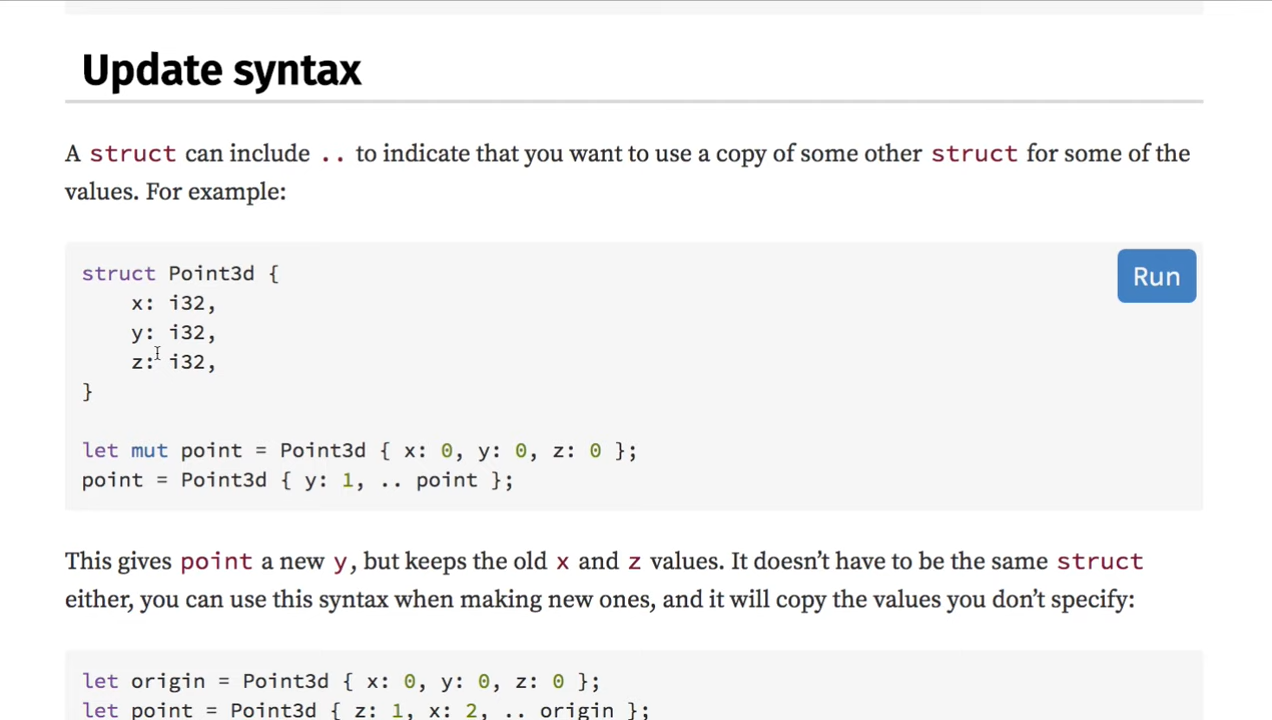 Update syntax
A struct can include .. to indicate that you want to use a copy of some other struct for some of the
values. For example:
struct Point3d {
Run
    x: i32,
    y: i32,
    z: i32,
}
let mut point = Point3d { x: 0, y: 0, z: 0 };
point = Point3d { y: 1, .. point };
This gives point a new y, but keeps the old x and z values. It doesn’t have to be the same struct
either, you can use this syntax when making new ones, and it will copy the values you don’t specify:
let origin = Point3d { x: 0, y: 0, z: 0 };
let point = Point3d { z: 1, x: 2, .. origin };